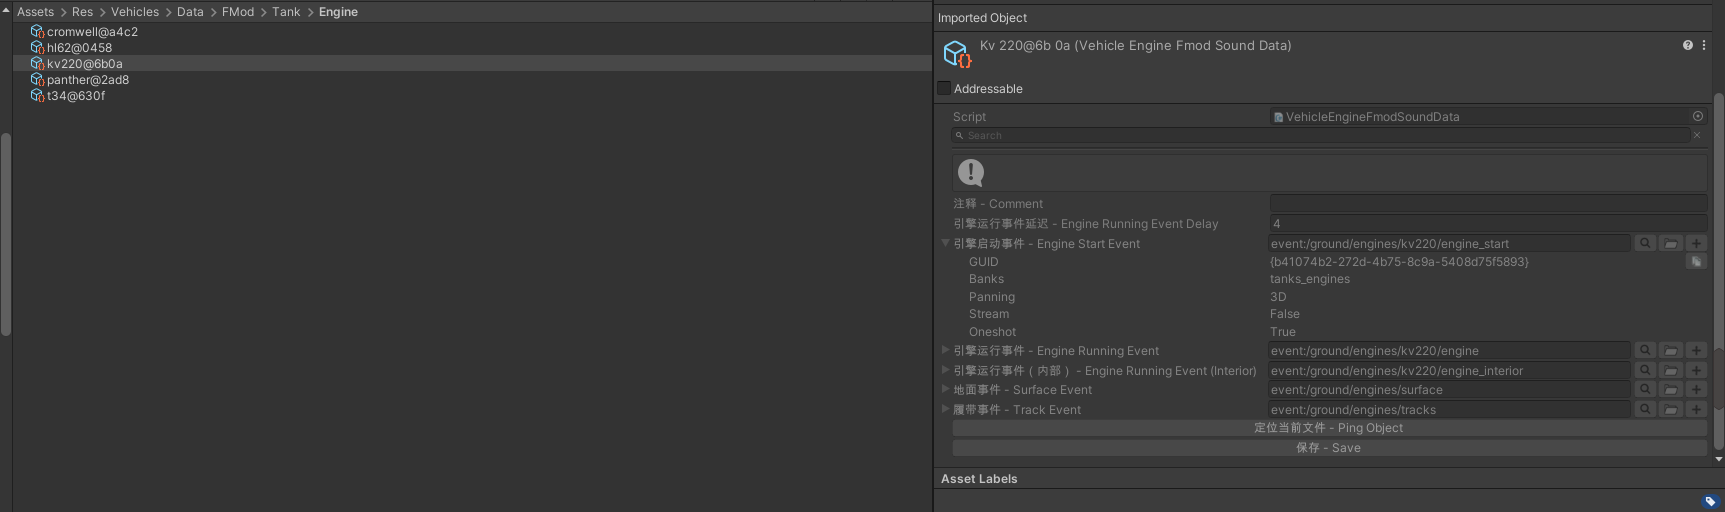 Assets > Res > Vehicles > Data > FMod > Tank > Engine
cromwell@a4c2
hl62@0458
kv220@6b0a
panther@2ad8
t34@630f
Imported Object
Kv 220@6b 0a (Vehicle Engine Fmod Sound Data)
Addressable
Script VehicleEngineFmodSoundData
Search
注释 - Comment
引擎运行事件延迟 - Engine Running Event Delay 4
引擎启动事件 - Engine Start Event event:/ground/engines/kv220/engine_start
GUID {b41074b2-272d-4b75-8c9a-5408d75f5893}
Banks tanks_engines
Panning 3D
Stream False
Oneshot True
引擎运行事件 - Engine Running Event event:/ground/engines/kv220/engine
引擎运行事件（内部） - Engine Running Event (Interior) event:/ground/engines/kv220/engine_interior
地面事件 - Surface Event event:/ground/engines/surface
履带事件 - Track Event event:/ground/engines/tracks
定位当前文件 - Ping Object
保存 - Save
Asset Labels